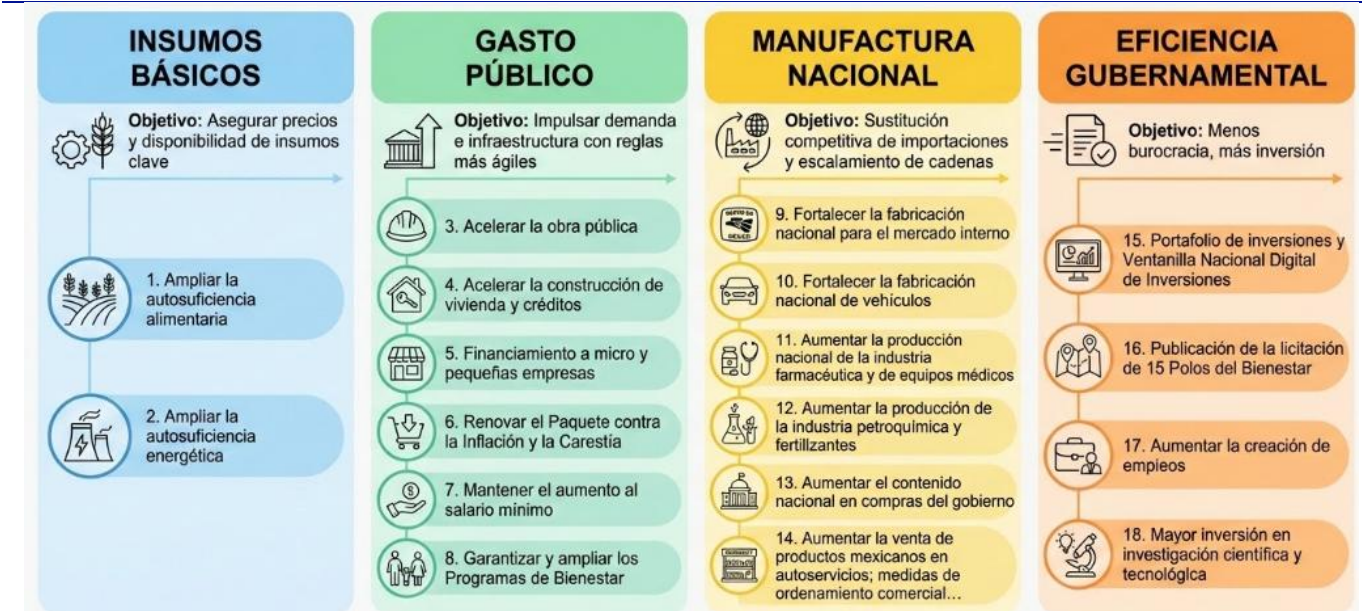 INSUMOS
BÁSICOS
Objetivo: Asegurar precios
y disponibilidad de insumos
clave
1. Ampliar la
autosuficiencia
alimentaria
2. Ampliar la
autosuficiencia
energética
GASTO
PÚBLICO
Objetivo: Impulsar demanda
e infraestructura con reglas
más ágiles
3. Acelerar la obra pública
4. Acelerar la construcción de
vivienda y créditos
5. Financiamiento a micro y
pequeñas empresas
6. Renovar el Paquete contra
la Inflación y la Carestía
7. Mantener el aumento al
salario mínimo
8. Garantizar y ampliar los
Programas de Bienestar
MANUFACTURA
NACIONAL
Objetivo: Sustitución
competitiva de importaciones
y escalamiento de cadenas
9. Fortalecer la fabricación
nacional para el mercado interno
10. Fortalecer la fabricación
nacional de vehículos
11. Aumentar la producción
nacional de la industria
farmacéutica y de equipos médicos
12. Aumentar la producción de
la industria petroquímica y
fertilzantes
13. Aumentar el contenido
nacional en compras del gobierno
14. Aumentar la venta de
productos mexicanos en
autoservicios; medidas de
ordenamiento comercial...
EFICIENCIA
GUBERNAMENTAL
Objetivo: Menos
burocracia, más inversión
15. Portafolio de inversiones y
Ventanilla Nacional Digital
de Inversiones
16. Publicación de la licitación
de 15 Polos del Bienestar
17. Aumentar la creación de
empleos
18. Mayor inversión en
investigación científica y
tecnológica